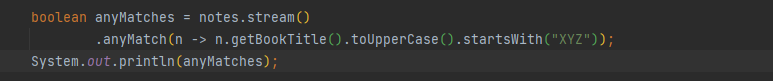 boolean anyMatches = notes.stream()
.anyMatch(n -> n.getBookTitle().toUpperCase().startsWith("XYZ"));
System.out.println(anyMatches);